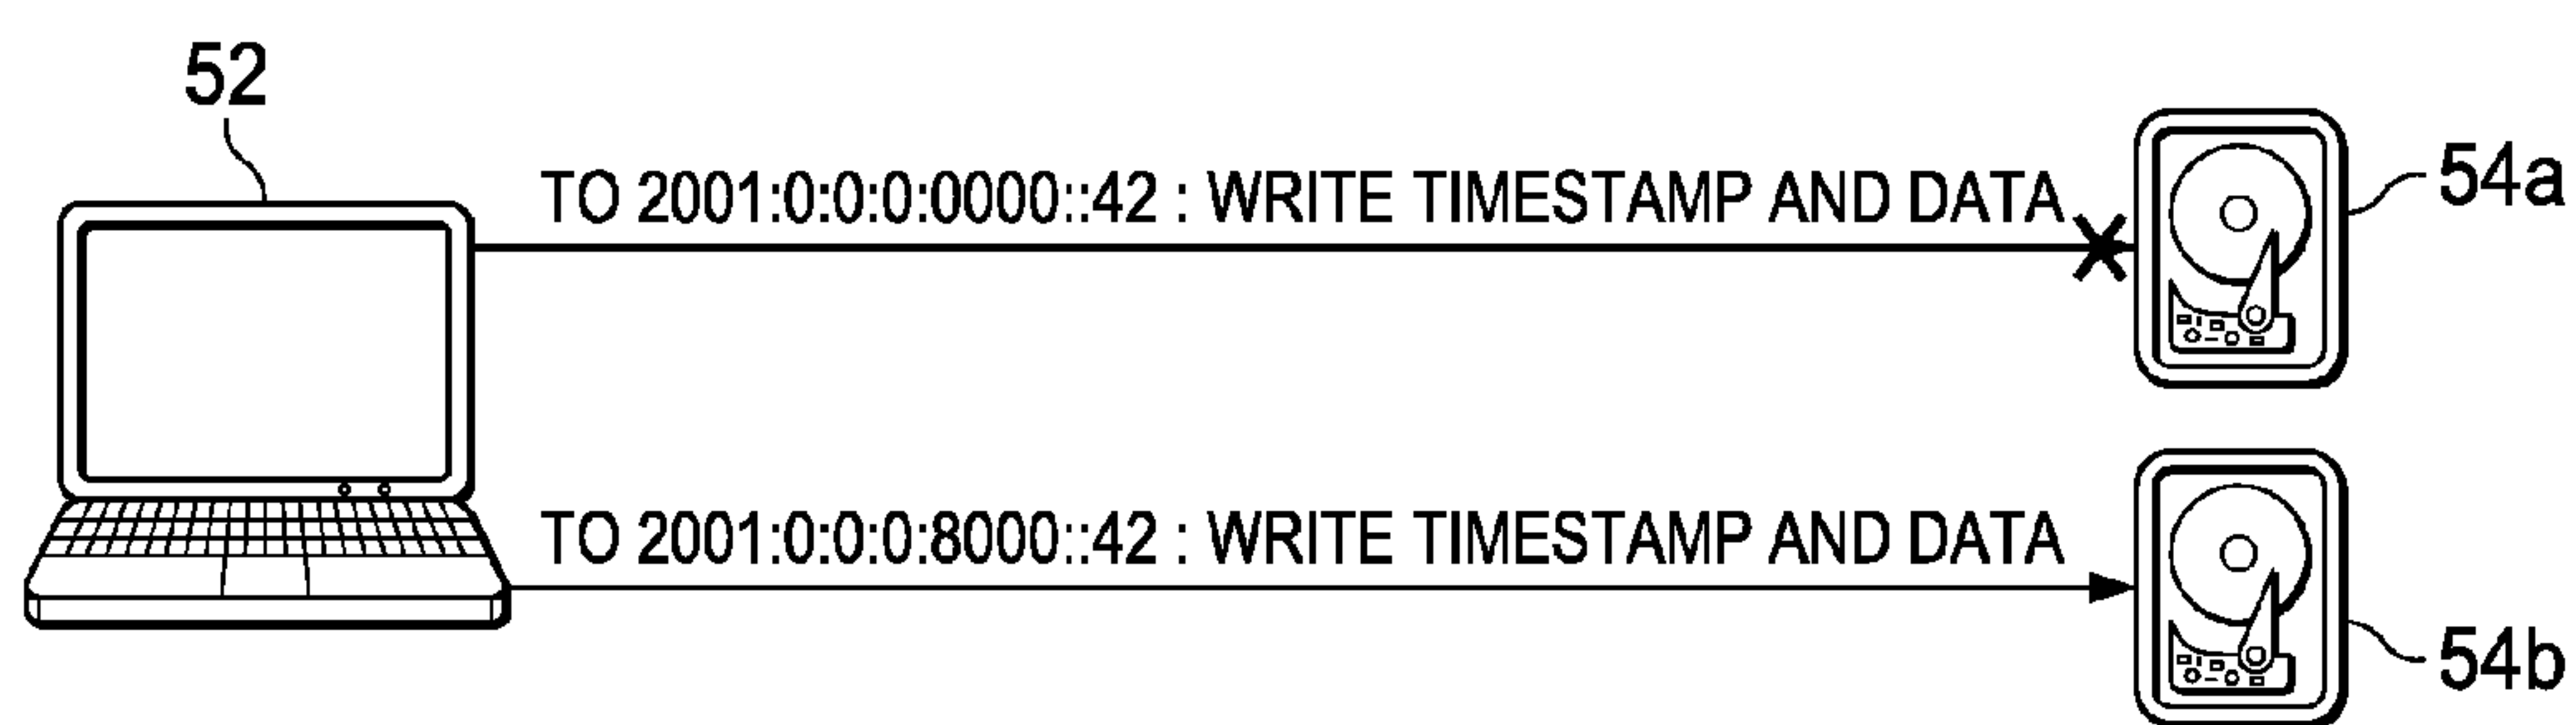 52
TO 2001:0:0:0:0000::42 : WRITE TIMESTAMP AND DATA
54a
TO 2001:0:0:0:8000::42 : WRITE TIMESTAMP AND DATA
54b